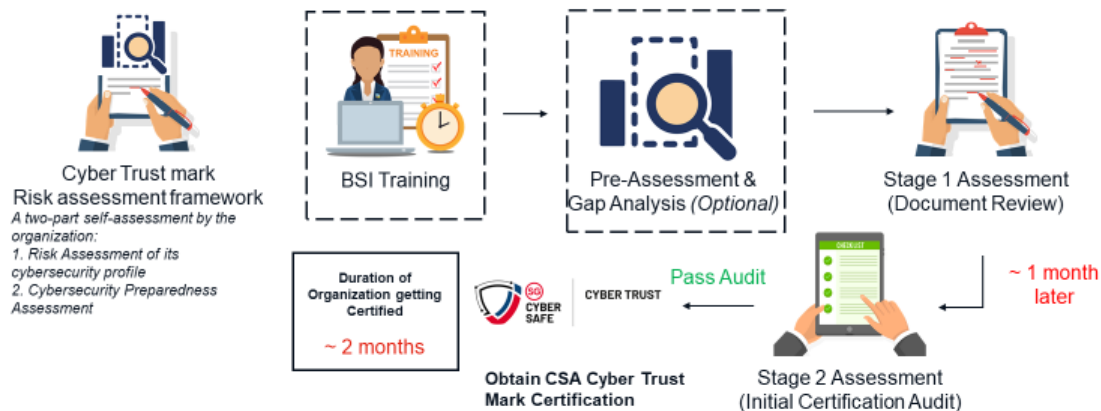 Cyber Trust mark
Risk assessment framework
A two-part self-assessment by the
organization:
1. Risk Assessment of its
cybersecurity profile
2. Cybersecurity Preparedness
Assessment
TRAINING
BSI Training
Pre-Assessment &
Gap Analysis (Optional)
Stage 1 Assessment
(Document Review)
~ 1 month
later
CHECKLIST
Stage 2 Assessment
(Initial Certification Audit)
Pass Audit
SG
CYBER
SAFE
CYBER TRUST
Obtain CSA Cyber Trust
Mark Certification
Duration of
Organization getting
Certified
~ 2 months